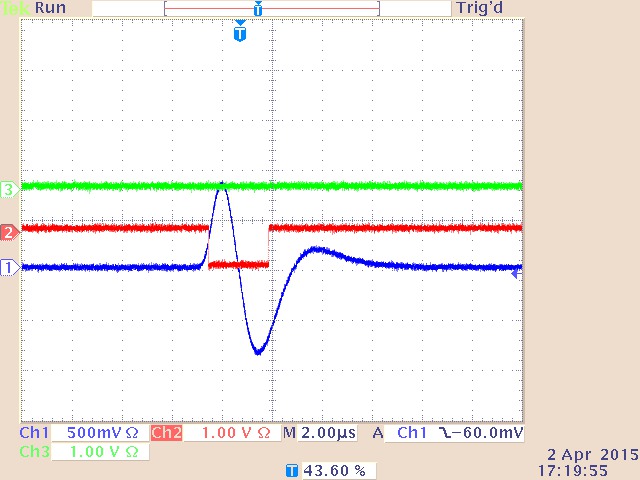 Tek Run Trig'd
T
T
3
2
1
Ch1 500mV Ω Ch2 1.00 V Ω M 2.00µs A Ch1 ⍀ −60.0mV
Ch3 1.00 V Ω
2 Apr 2015
T 43.60 % 17:19:55